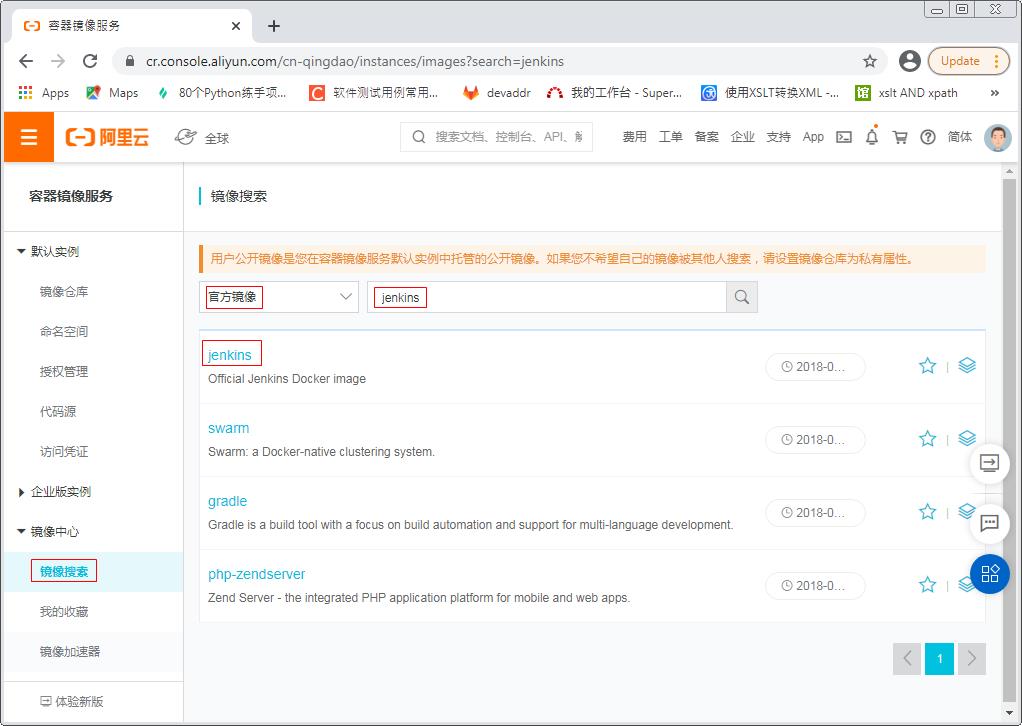 容器镜像服务
Update
cr.console.aliyun.com/cn-qingdao/instances/images?search=jenkins
Apps
Maps
80个Python练手项...
C
软件测试用例常用...
devaddr
我的工作台 - Super...
使用XSLT转换XML -...
馆
xslt AND xpath
»
阿里云
全球
搜索文档、控制台、API、解
费用
工单
备案
企业
支持
App
简体
容器镜像服务
默认实例
镜像仓库
命名空间
授权管理
代码源
访问凭证
企业版实例
镜像中心
镜像搜索
我的收藏
镜像加速器
体验新版
镜像搜索
用户公开镜像是您在容器镜像服务默认实例中托管的公开镜像。如果您不希望自己的镜像被其他人搜索，请设置镜像仓库为私有属性。
官方镜像
jenkins
jenkins
Official Jenkins Docker image
2018-0...
swarm
Swarm: a Docker-native clustering system.
2018-0...
gradle
Gradle is a build tool with a focus on build automation and support for multi-language development.
2018-0...
php-zendserver
Zend Server - the integrated PHP application platform for mobile and web apps.
2018-0...
1